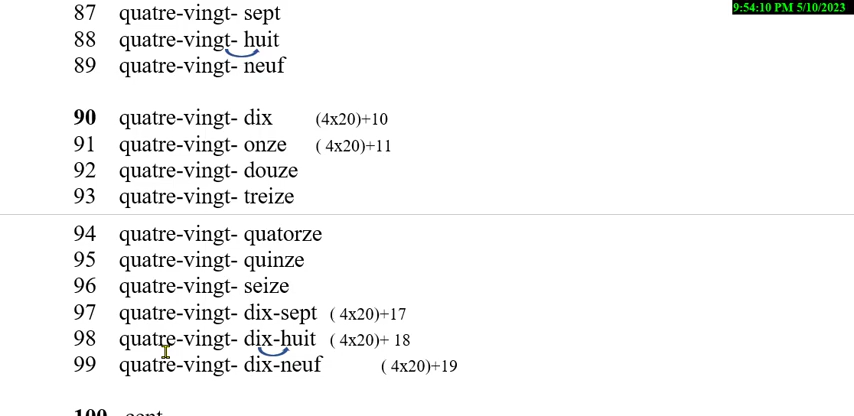 9:54:10 PM 5/10/2023
87 quatre-vingt- sept
88 quatre-vingt- huit
89 quatre-vingt- neuf
90 quatre-vingt- dix (4x20)+10
91 quatre-vingt- onze ( 4x20)+11
92 quatre-vingt- douze
93 quatre-vingt- treize
94 quatre-vingt- quatorze
95 quatre-vingt- quinze
96 quatre-vingt- seize
97 quatre-vingt- dix-sept ( 4x20)+17
98 quatre-vingt- dix-huit ( 4x20)+ 18
99 quatre-vingt- dix-neuf ( 4x20)+19
100 cent